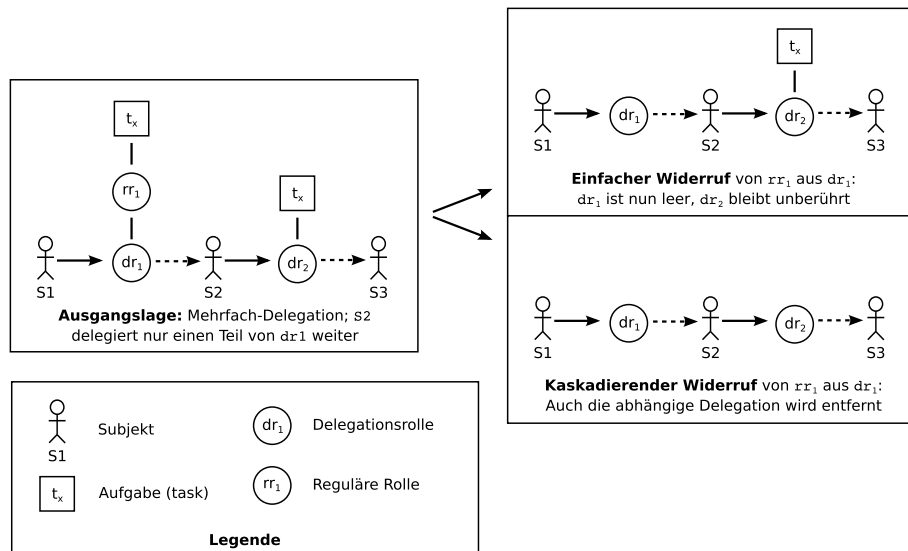 tx
rr1
tx
S1
dr1
S2
dr2
S3
Ausgangslage: Mehrfach-Delegation; S2
delegiert nur einen Teil von dr1 weiter
tx
S1
dr1
S2
dr2
S3
Einfacher Widerruf von rr1 aus dr1:
dr1 ist nun leer, dr2 bleibt unberührt
S1
dr1
S2
dr2
S3
Kaskadierender Widerruf von rr1 aus dr1:
Auch die abhängige Delegation wird entfernt
S1
Subjekt
dr1
Delegationsrolle
tx
Aufgabe (task)
rr1
Reguläre Rolle
Legende